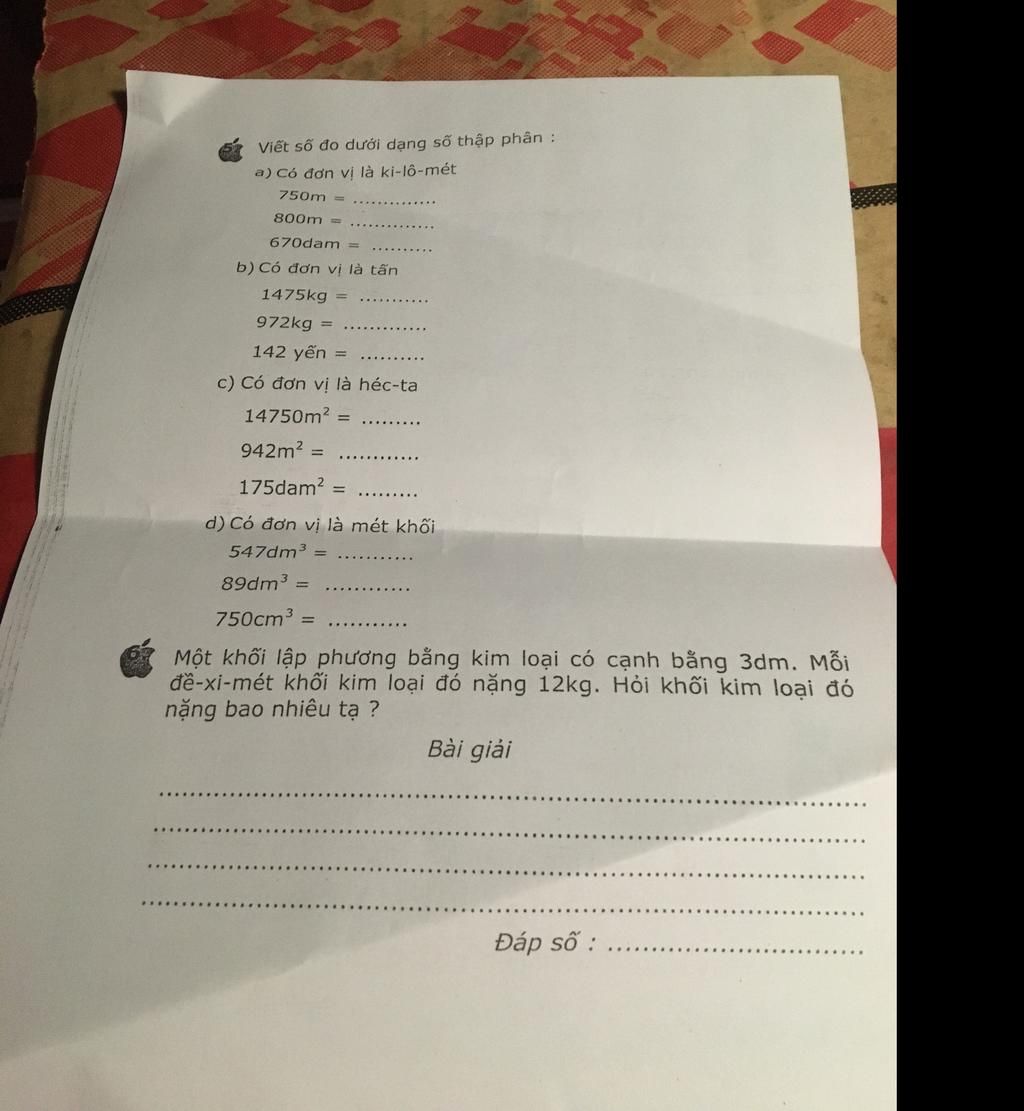 5 Viết số đo dưới dạng số thập phân :
a) Có đơn vị là ki-lô-mét
750m = ..............
800m = ..............
670dam = ..........
b) Có đơn vị là tấn
1475kg = ...........
972kg = .............
142 yến = ..........
c) Có đơn vị là héc-ta
14750m² = .........
942m² = ............
175dam² = .........
d) Có đơn vị là mét khối
547dm³ = ...........
89dm³ = ............
750cm³ = ...........
6 Một khối lập phương bằng kim loại có cạnh bằng 3dm. Mỗi
đề-xi-mét khối kim loại đó nặng 12kg. Hỏi khối kim loại đó
nặng bao nhiêu tạ ?
Bài giải
Đáp số : .............................